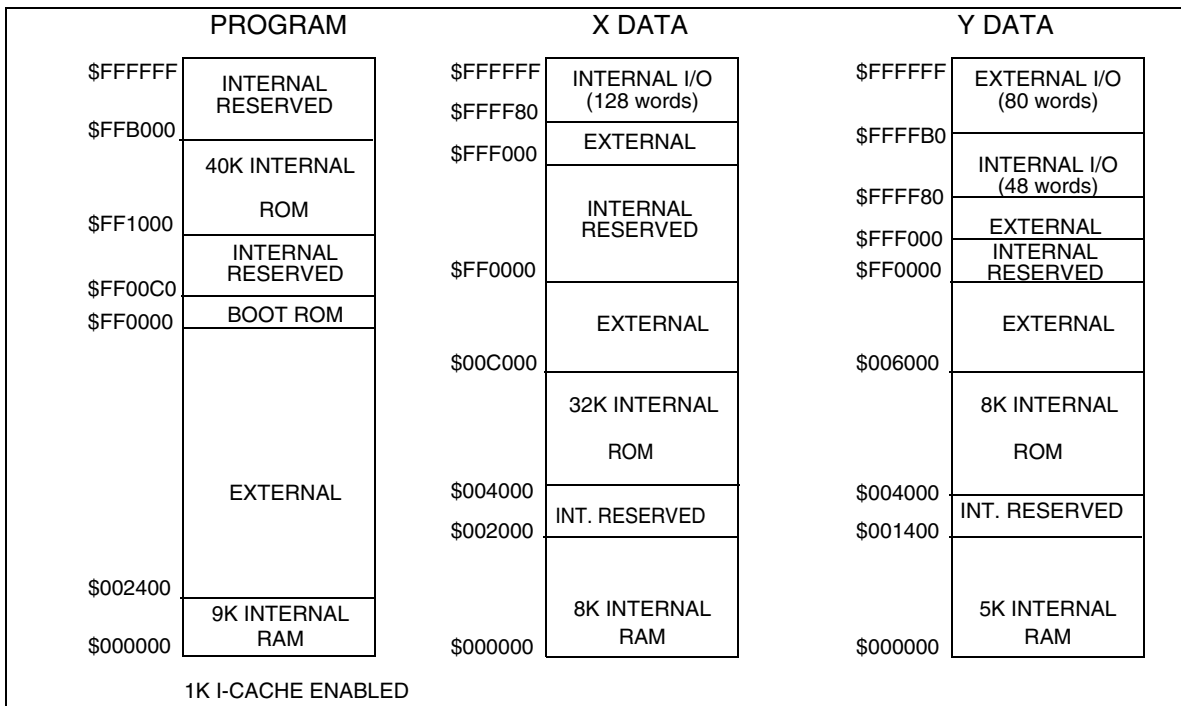 PROGRAM
$FFFFFF
INTERNAL
RESERVED
$FFB000
40K INTERNAL
ROM
$FF1000
INTERNAL
RESERVED
$FF00C0
BOOT ROM
$FF0000
EXTERNAL
$002400
9K INTERNAL
RAM
$000000
1K I-CACHE ENABLED
X DATA
$FFFFFF
INTERNAL I/O
(128 words)
$FFFF80
EXTERNAL
$FFF000
INTERNAL
RESERVED
$FF0000
EXTERNAL
$00C000
32K INTERNAL
ROM
$004000
INT. RESERVED
$002000
8K INTERNAL
RAM
$000000
Y DATA
$FFFFFF
EXTERNAL I/O
(80 words)
$FFFFB0
INTERNAL I/O
(48 words)
$FFFF80
EXTERNAL
$FFF000
INTERNAL
RESERVED
$FF0000
EXTERNAL
$006000
8K INTERNAL
ROM
$004000
INT. RESERVED
$001400
5K INTERNAL
RAM
$000000